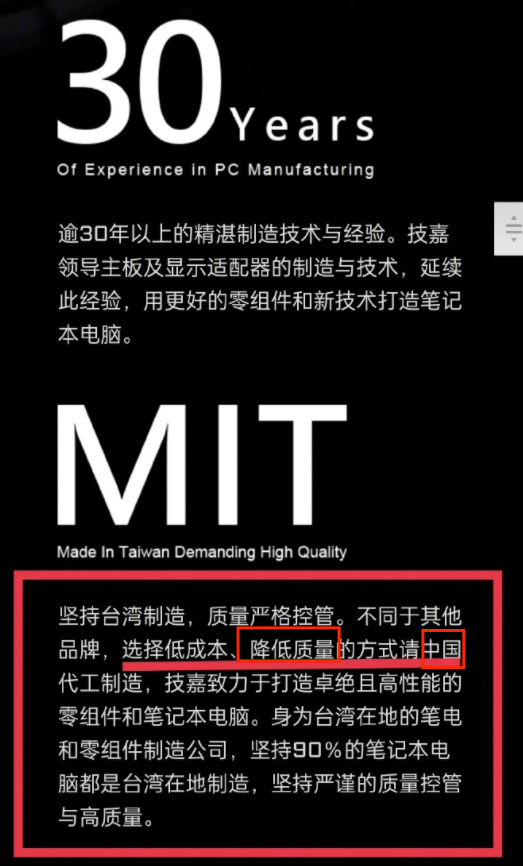 30 Years
Of Experience in PC Manufacturing
逾30年以上的精湛制造技术与经验。技嘉
领导主板及显示适配器的制造与技术，延续
此经验，用更好的零组件和新技术打造笔记
本电脑。
MIT
Made In Taiwan Demanding High Quality
坚持台湾制造，质量严格控管。不同于其他
品牌，选择低成本、降低质量的方式请中国
代工制造，技嘉致力于打造卓绝且高性能的
零组件和笔记本电脑。身为台湾在地的笔电
和零组件制造公司，坚持90%的笔记本电
脑都是台湾在地制造，坚持严谨的质量控管
与高质量。